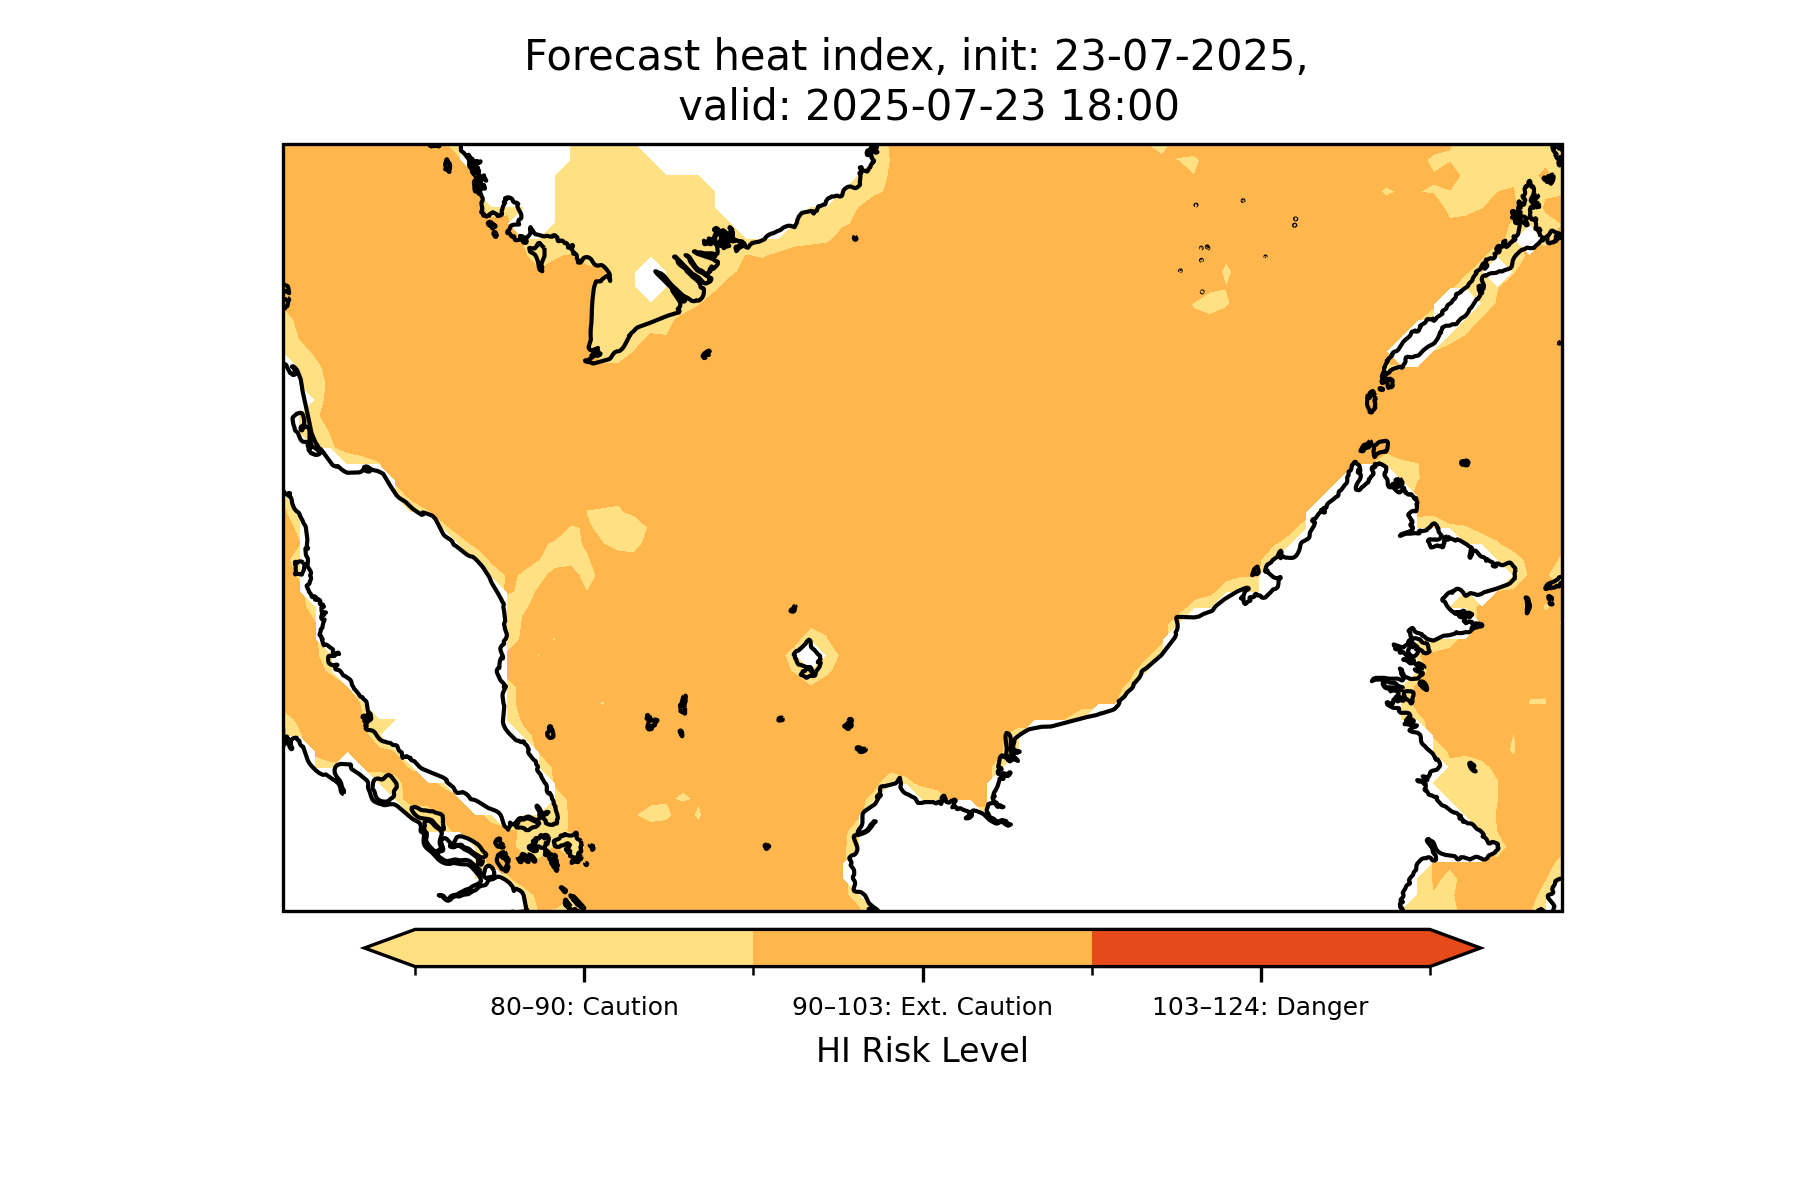 Forecast heat index, init: 23-07-2025,
valid: 2025-07-23 18:00
80–90: Caution
90–103: Ext. Caution
103–124: Danger
HI Risk Level